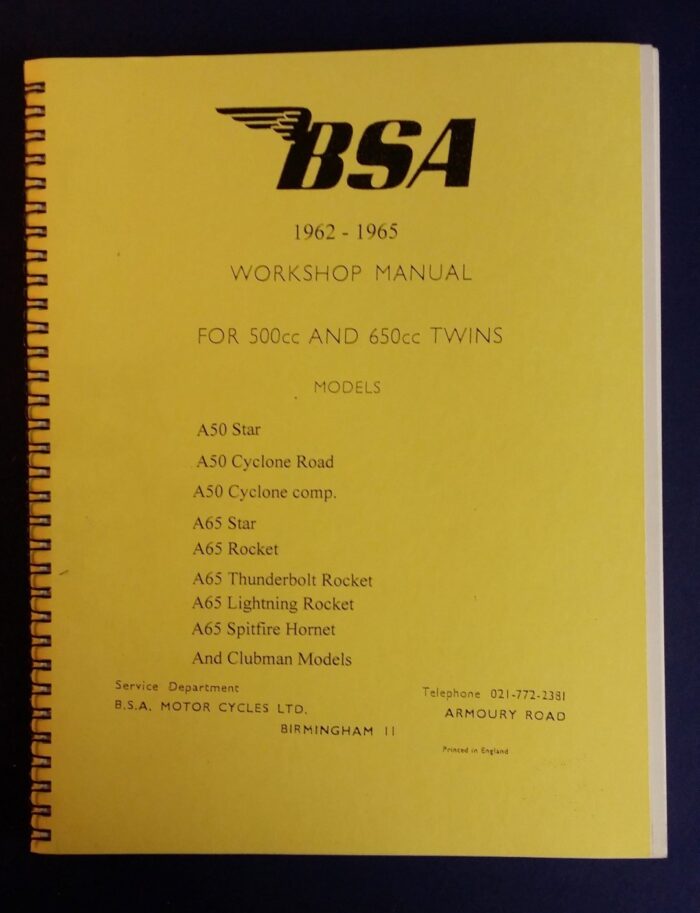 BSA
1962 - 1965
WORKSHOP MANUAL
FOR 500cc AND 650cc TWINS
MODELS
A50 Star
A50 Cyclone Road
A50 Cyclone comp.
A65 Star
A65 Rocket
A65 Thunderbolt Rocket
A65 Lightning Rocket
A65 Spitfire Hornet
And Clubman Models
Service Department
B.S.A. MOTOR CYCLES LTD.
BIRMINGHAM 11
Telephone 021-772-2381
ARMOURY ROAD
Printed in England